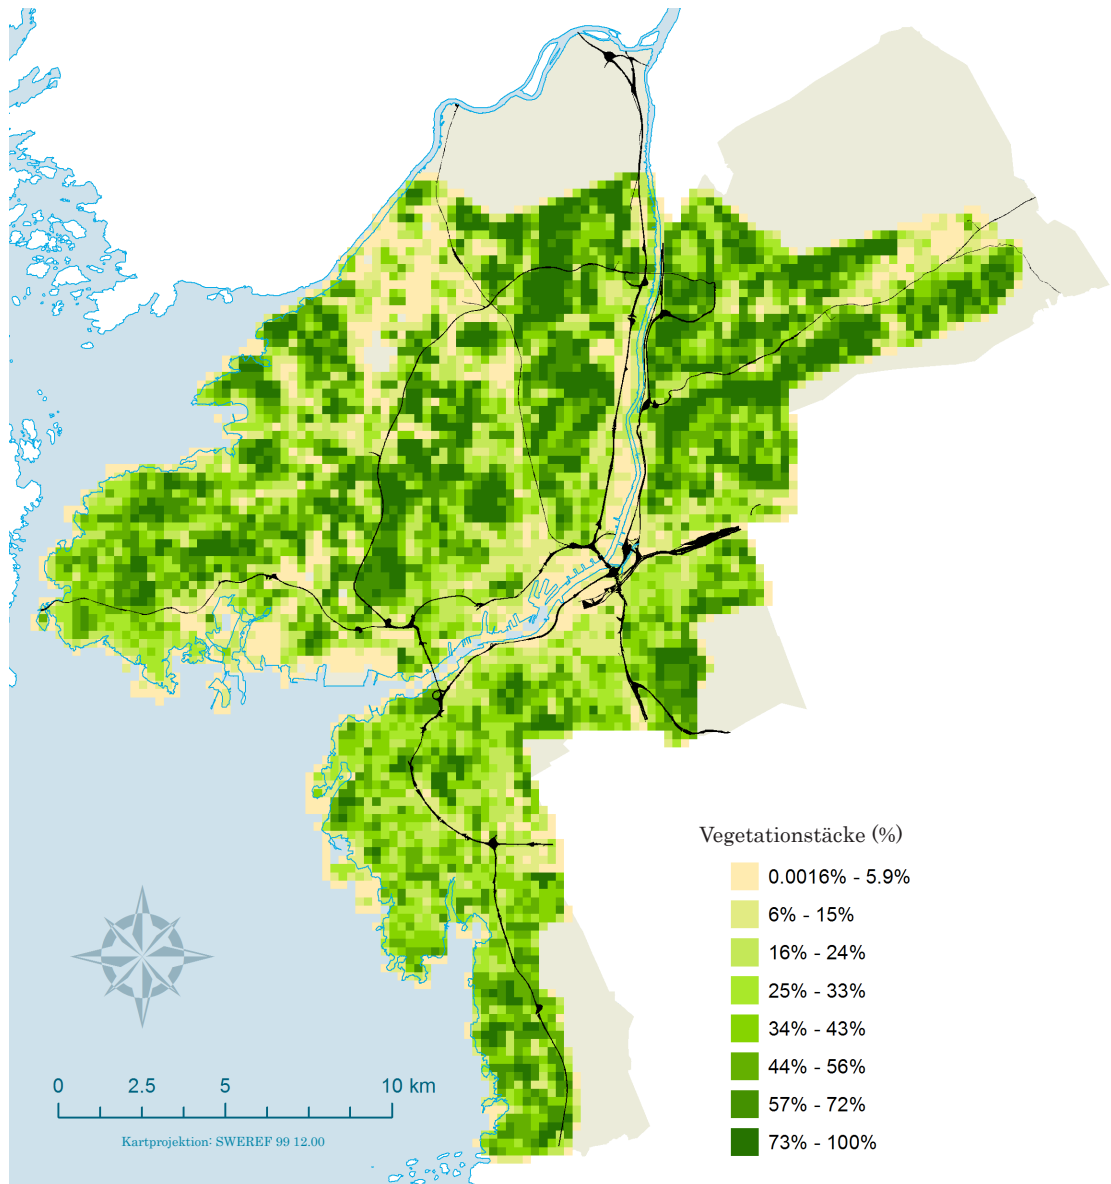 Vegetationstäcke (%)
0.0016% - 5.9%
6% - 15%
16% - 24%
25% - 33%
34% - 43%
44% - 56%
57% - 72%
73% - 100%
0 2.5 5 10 km
Kartprojektion: SWEREF 99 12.00